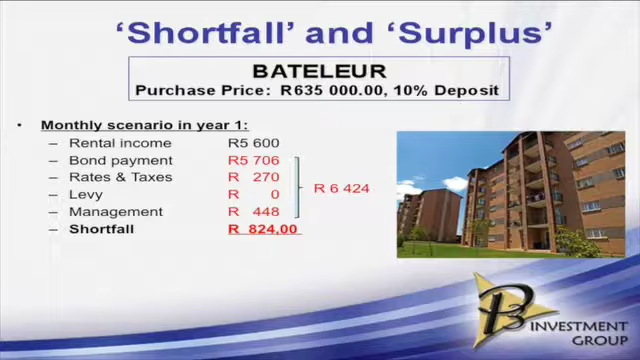 ‘Shortfall’ and ‘Surplus’
BATELEUR
Purchase Price: R635 000.00, 10% Deposit
• Monthly scenario in year 1:
– Rental income R5 600
– Bond payment R5 706
– Rates & Taxes R 270
– Levy R 0
– Management R 448
R 6 424
– Shortfall R 824,00
P3 INVESTMENT
GROUP